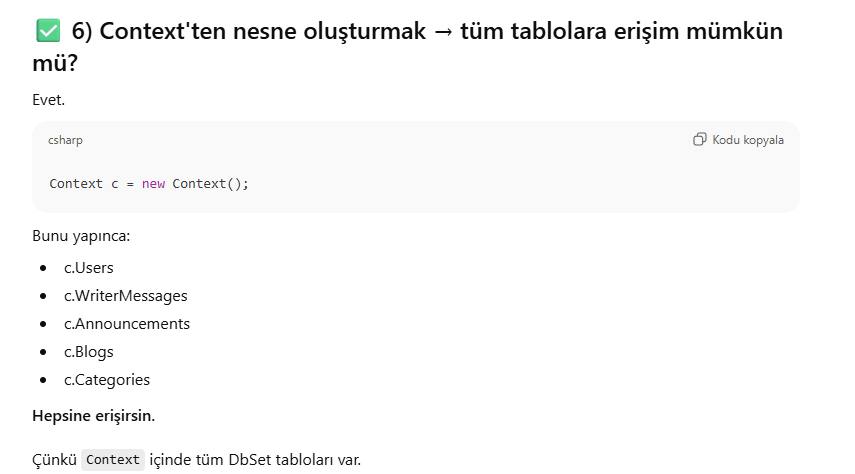 ✅ 6) Context'ten nesne oluşturmak → tüm tablolara erişim mümkün
mü?
Evet.
csharp
Kodu kopyala
Context c = new Context();
Bunu yapınca:
• c.Users
• c.WriterMessages
• c.Announcements
• c.Blogs
• c.Categories
Hepsine erişirsin.
Çünkü Context içinde tüm DbSet tabloları var.